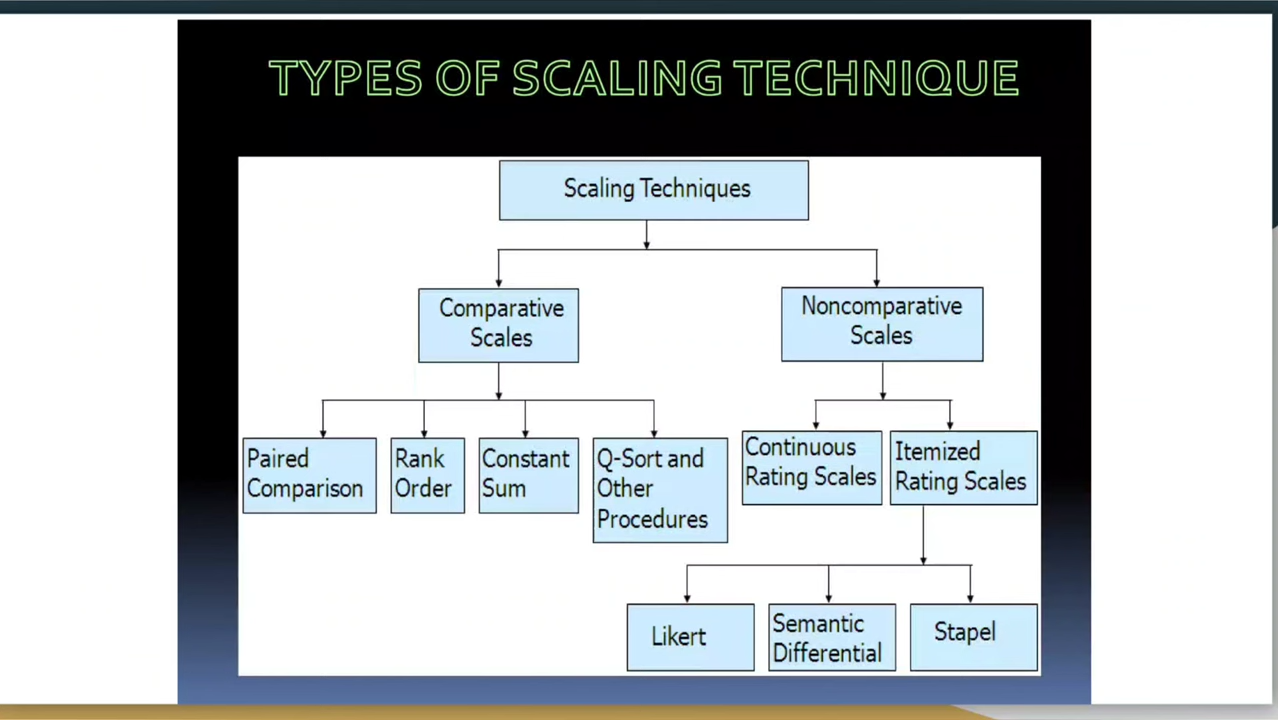 TYPES OF SCALING TECHNIQUE
Scaling Techniques
Comparative
Scales
Noncomparative
Scales
Paired
Comparison
Rank
Order
Constant
Sum
Q-Sort and
Other
Procedures
Continuous
Rating Scales
Itemized
Rating Scales
Likert
Semantic
Differential
Stapel